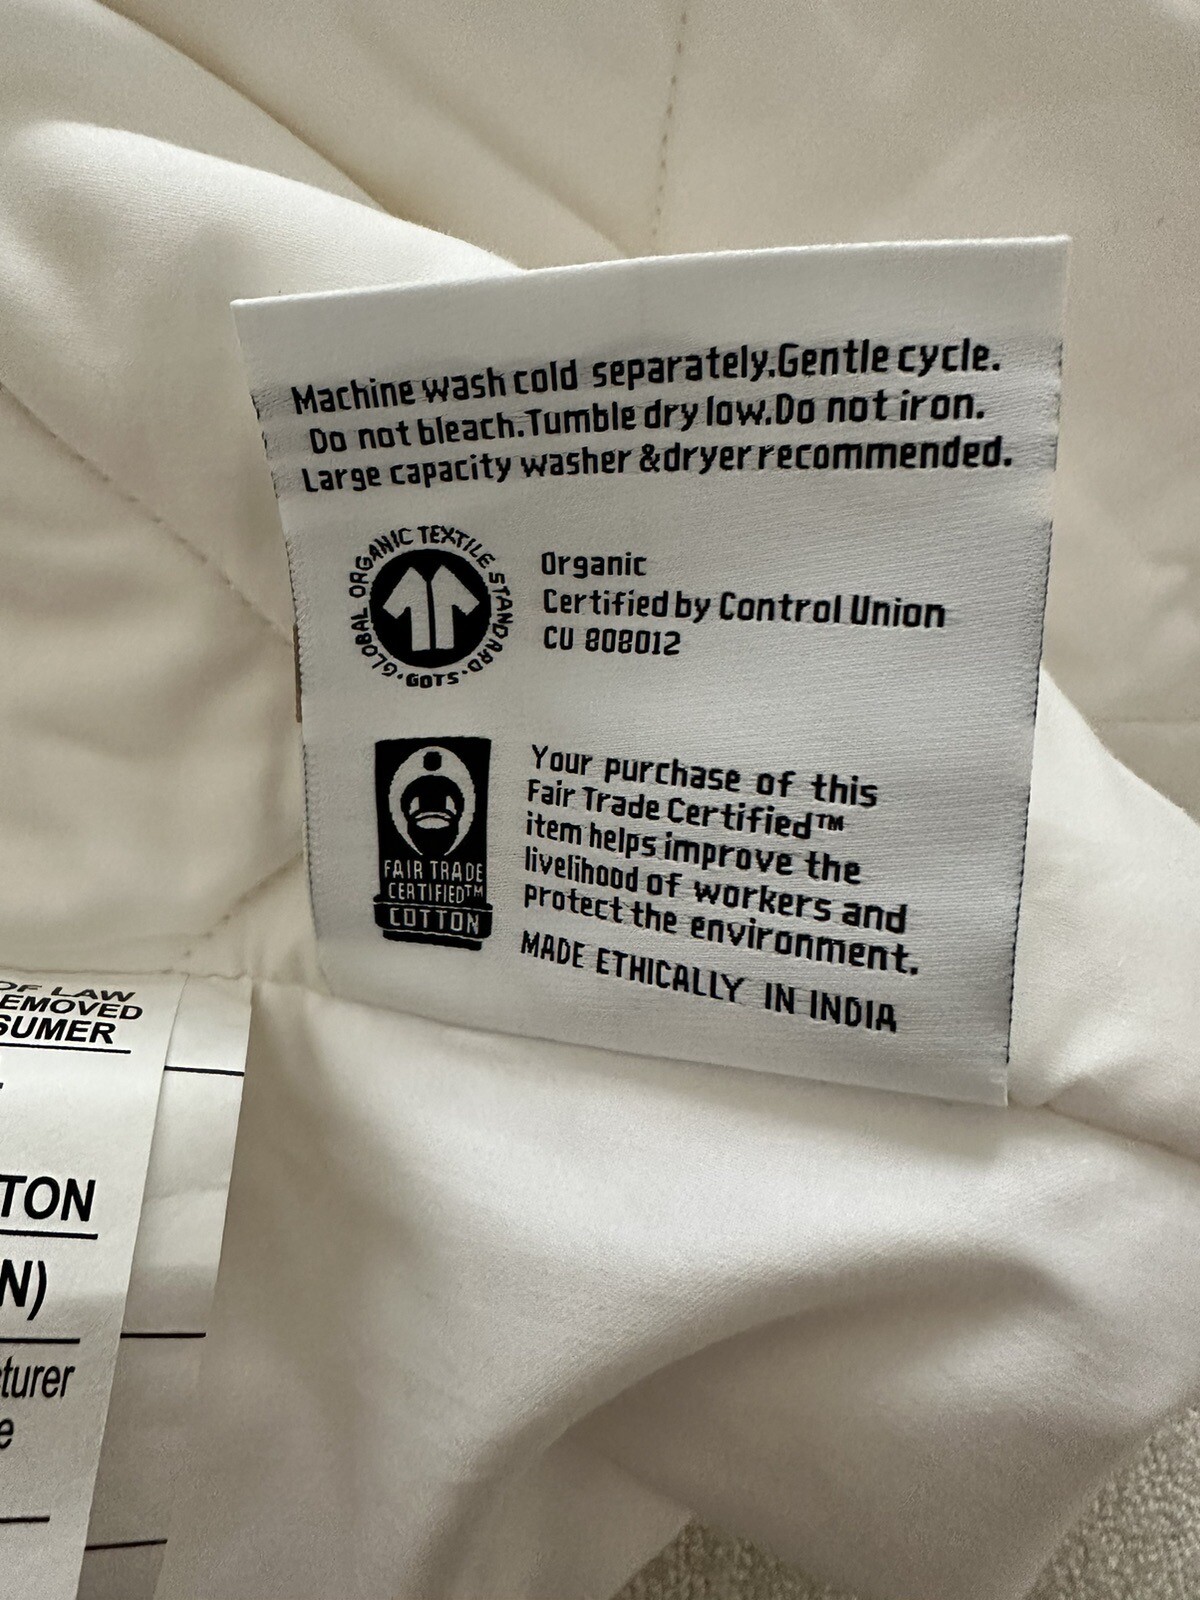 Machine wash cold separately.Gentle cycle.
Do not bleach.Tumble dry low.Do not iron.
Large capacity washer &dryer recommended.
GLOBAL ORGANIC TEXTILE STANDARD
·GOTS·
Organic
Certified by Control Union
CU 808012
FAIR TRADE
CERTIFIED™
COTTON
Your purchase of this
Fair Trade Certified™
item helps improve the
livelihood of workers and
protect the environment.
MADE ETHICALLY IN INDIA
OF LAW
EMOVED
SUMER
TON
N)
turer
e